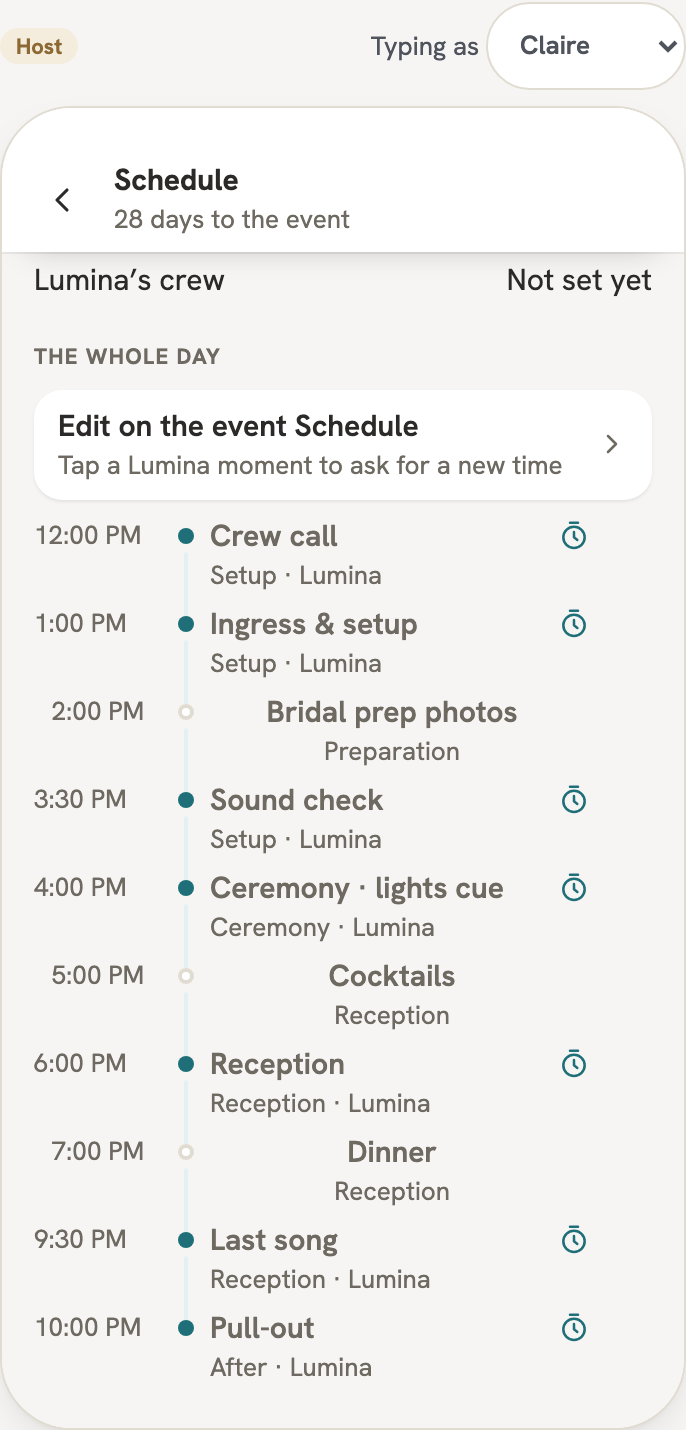 Host
Typing as Claire
Schedule
28 days to the event
Lumina’s crew Not set yet
THE WHOLE DAY
Edit on the event Schedule
Tap a Lumina moment to ask for a new time
12:00 PM Crew call
Setup · Lumina
1:00 PM Ingress & setup
Setup · Lumina
2:00 PM Bridal prep photos
Preparation
3:30 PM Sound check
Setup · Lumina
4:00 PM Ceremony · lights cue
Ceremony · Lumina
5:00 PM Cocktails
Reception
6:00 PM Reception
Reception · Lumina
7:00 PM Dinner
Reception
9:30 PM Last song
Reception · Lumina
10:00 PM Pull-out
After · Lumina